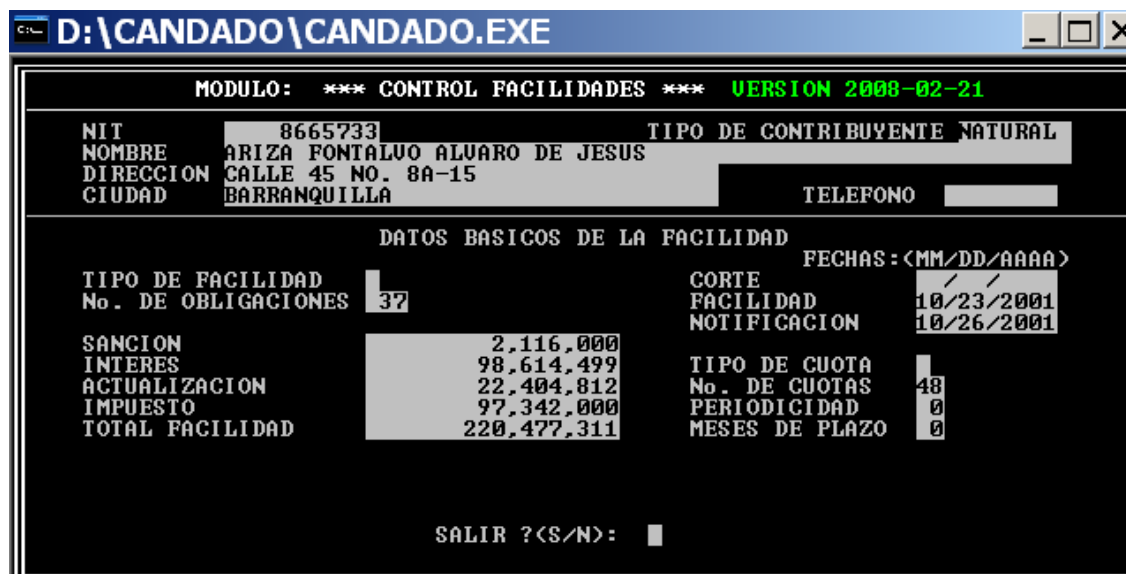 D:\CANDADO\CANDADO.EXE
MODULO: *** CONTROL FACILIDADES *** VERSION 2008-02-21
NIT 8665733 TIPO DE CONTRIBUYENTE NATURAL
NOMBRE ARIZA FONTALVO ALVARO DE JESUS
DIRECCION CALLE 45 NO. 8A-15
CIUDAD BARRANQUILLA TELEFONO
DATOS BASICOS DE LA FACILIDAD
FECHAS:(MM/DD/AAAA)
TIPO DE FACILIDAD CORTE / /
No. DE OBLIGACIONES 37 FACILIDAD 10/23/2001
NOTIFICACION 10/26/2001
SANCION 2,116,000
INTERES 98,614,499 TIPO DE CUOTA
ACTUALIZACION 22,404,812 No. DE CUOTAS 48
IMPUESTO 97,342,000 PERIODICIDAD 0
TOTAL FACILIDAD 220,477,311 MESES DE PLAZO 0
SALIR ?(S/N):